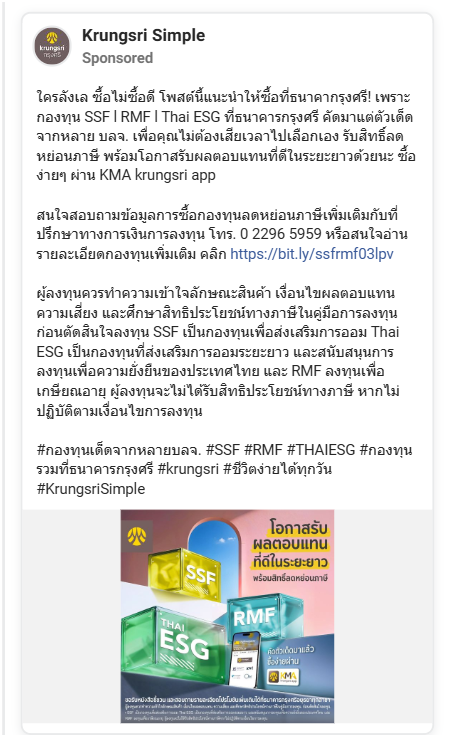 Krungsri Simple
Sponsored
krungsri
กรุงศรี
ใครลังเล ซื้อไม่ซื้อดี โพสต์นี้แนะนำให้ซื้อที่ธนาคากรุงศรี! เพราะ
กองทุน SSF l RMF l Thai ESG ที่ธนาคารกรุงศรี คัดมาแต่ตัวเด็ด
จากหลาย บลจ. เพื่อคุณไม่ต้องเสียเวลาไปเลือกเอง รับสิทธิ์ลด
หย่อนภาษี พร้อมโอกาสรับผลตอบแทนที่ดีในระยะยาวด้วยนะ ซื้อ
ง่ายๆ ผ่าน KMA krungsri app
สนใจสอบถามข้อมูลการซื้อกองทุนลดหย่อนภาษีเพิ่มเติมกับที่
ปรึกษาทางการเงินการลงทุน โทร. 0 2296 5959 หรือสนใจอ่าน
รายละเอียดกองทุนเพิ่มเติม คลิก https://bit.ly/ssfrmf03lpv
ผู้ลงทุนควรทำความเข้าใจลักษณะสินค้า เงื่อนไขผลตอบแทน
ความเสี่ยง และศึกษาสิทธิประโยชน์ทางภาษีในคู่มือการลงทุน
ก่อนตัดสินใจลงทุน SSF เป็นกองทุนเพื่อส่งเสริมการออม Thai
ESG เป็นกองทุนที่ส่งเสริมการออมระยะยาว และสนับสนุนการ
ลงทุนเพื่อความยั่งยืนของประเทศไทย และ RMF ลงทุนเพื่อ
เกษียณอายุ ผู้ลงทุนจะไม่ได้รับสิทธิประโยชน์ทางภาษี หากไม่
ปฏิบัติตามเงื่อนไขการลงทุน
#กองทุนเด็ดจากหลายบลจ. #SSF #RMF #THAIESG #กองทุน
รวมที่ธนาคารกรุงศรี #krungsri #ชีวิตง่ายได้ทุกวัน
#KrungsriSimple
โอกาสรับ
ผลตอบแทน
ที่ดีในระยะยาว
พร้อมสิทธิ์ลดหย่อนภาษี
SSF
RMF
THAI
ESG
คัดตัวเด็ดมาแล้ว
ซื้อง่ายผ่าน
KMA